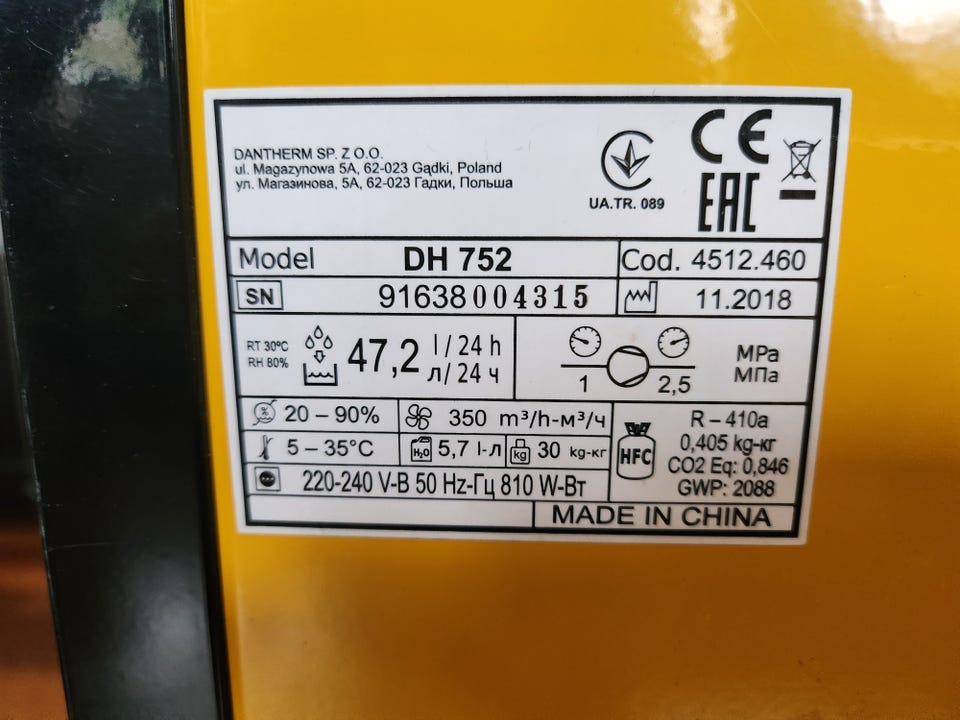 DANTHERM SP. Z O.O.
ul. Magazynowa 5A, 62-023 Gądki, Poland
ул. Магазинова, 5А, 62-023 Гадки, Польша
UA.TR. 089
CE
EAC
Model DH 752 Cod. 4512.460
SN 91638004315 11.2018
RT 30°C
RH 80%
47,2 l / 24 h
л/ 24 ч
1 2,5
MPa
МПа
% 20 – 90% 350 m³/h-м³/ч
5 – 35°C H₂O 5,7 l-л kg 30 kg-кг
220-240 V-В 50 Hz-Гц 810 W-Вт
HFC
R – 410a
0,405 kg-кг
CO2 Eq: 0,846
GWP: 2088
MADE IN CHINA